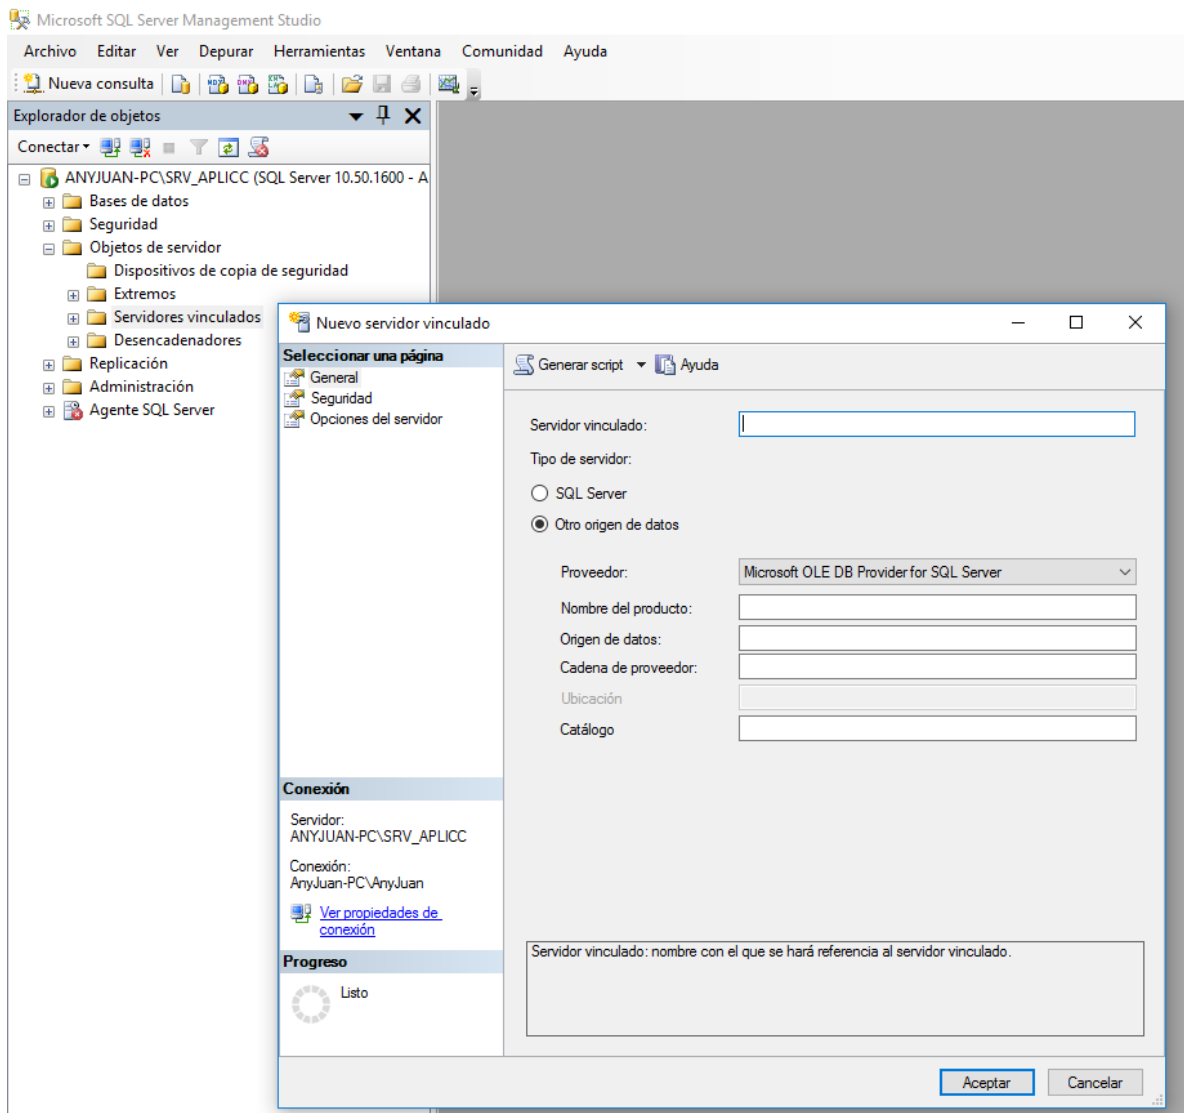 Microsoft SQL Server Management Studio
Archivo Editar Ver Depurar Herramientas Ventana Comunidad Ayuda
Nueva consulta
Explorador de objetos
Conectar
ANYJUAN-PC\SRV_APLICC (SQL Server 10.50.1600 - A
Bases de datos
Seguridad
Objetos de servidor
Dispositivos de copia de seguridad
Extremos
Servidores vinculados
Desencadenadores
Replicación
Administración
Agente SQL Server
Nuevo servidor vinculado
Seleccionar una página
General
Seguridad
Opciones del servidor
Generar script Ayuda
Servidor vinculado:
Tipo de servidor:
SQL Server
Otro origen de datos
Proveedor: Microsoft OLE DB Provider for SQL Server
Nombre del producto:
Origen de datos:
Cadena de proveedor:
Ubicación
Catálogo
Conexión
Servidor:
ANYJUAN-PC\SRV_APLICC
Conexión:
AnyJuan-PC\AnyJuan
Ver propiedades de
conexión
Progreso
Listo
Servidor vinculado: nombre con el que se hará referencia al servidor vinculado.
Aceptar Cancelar